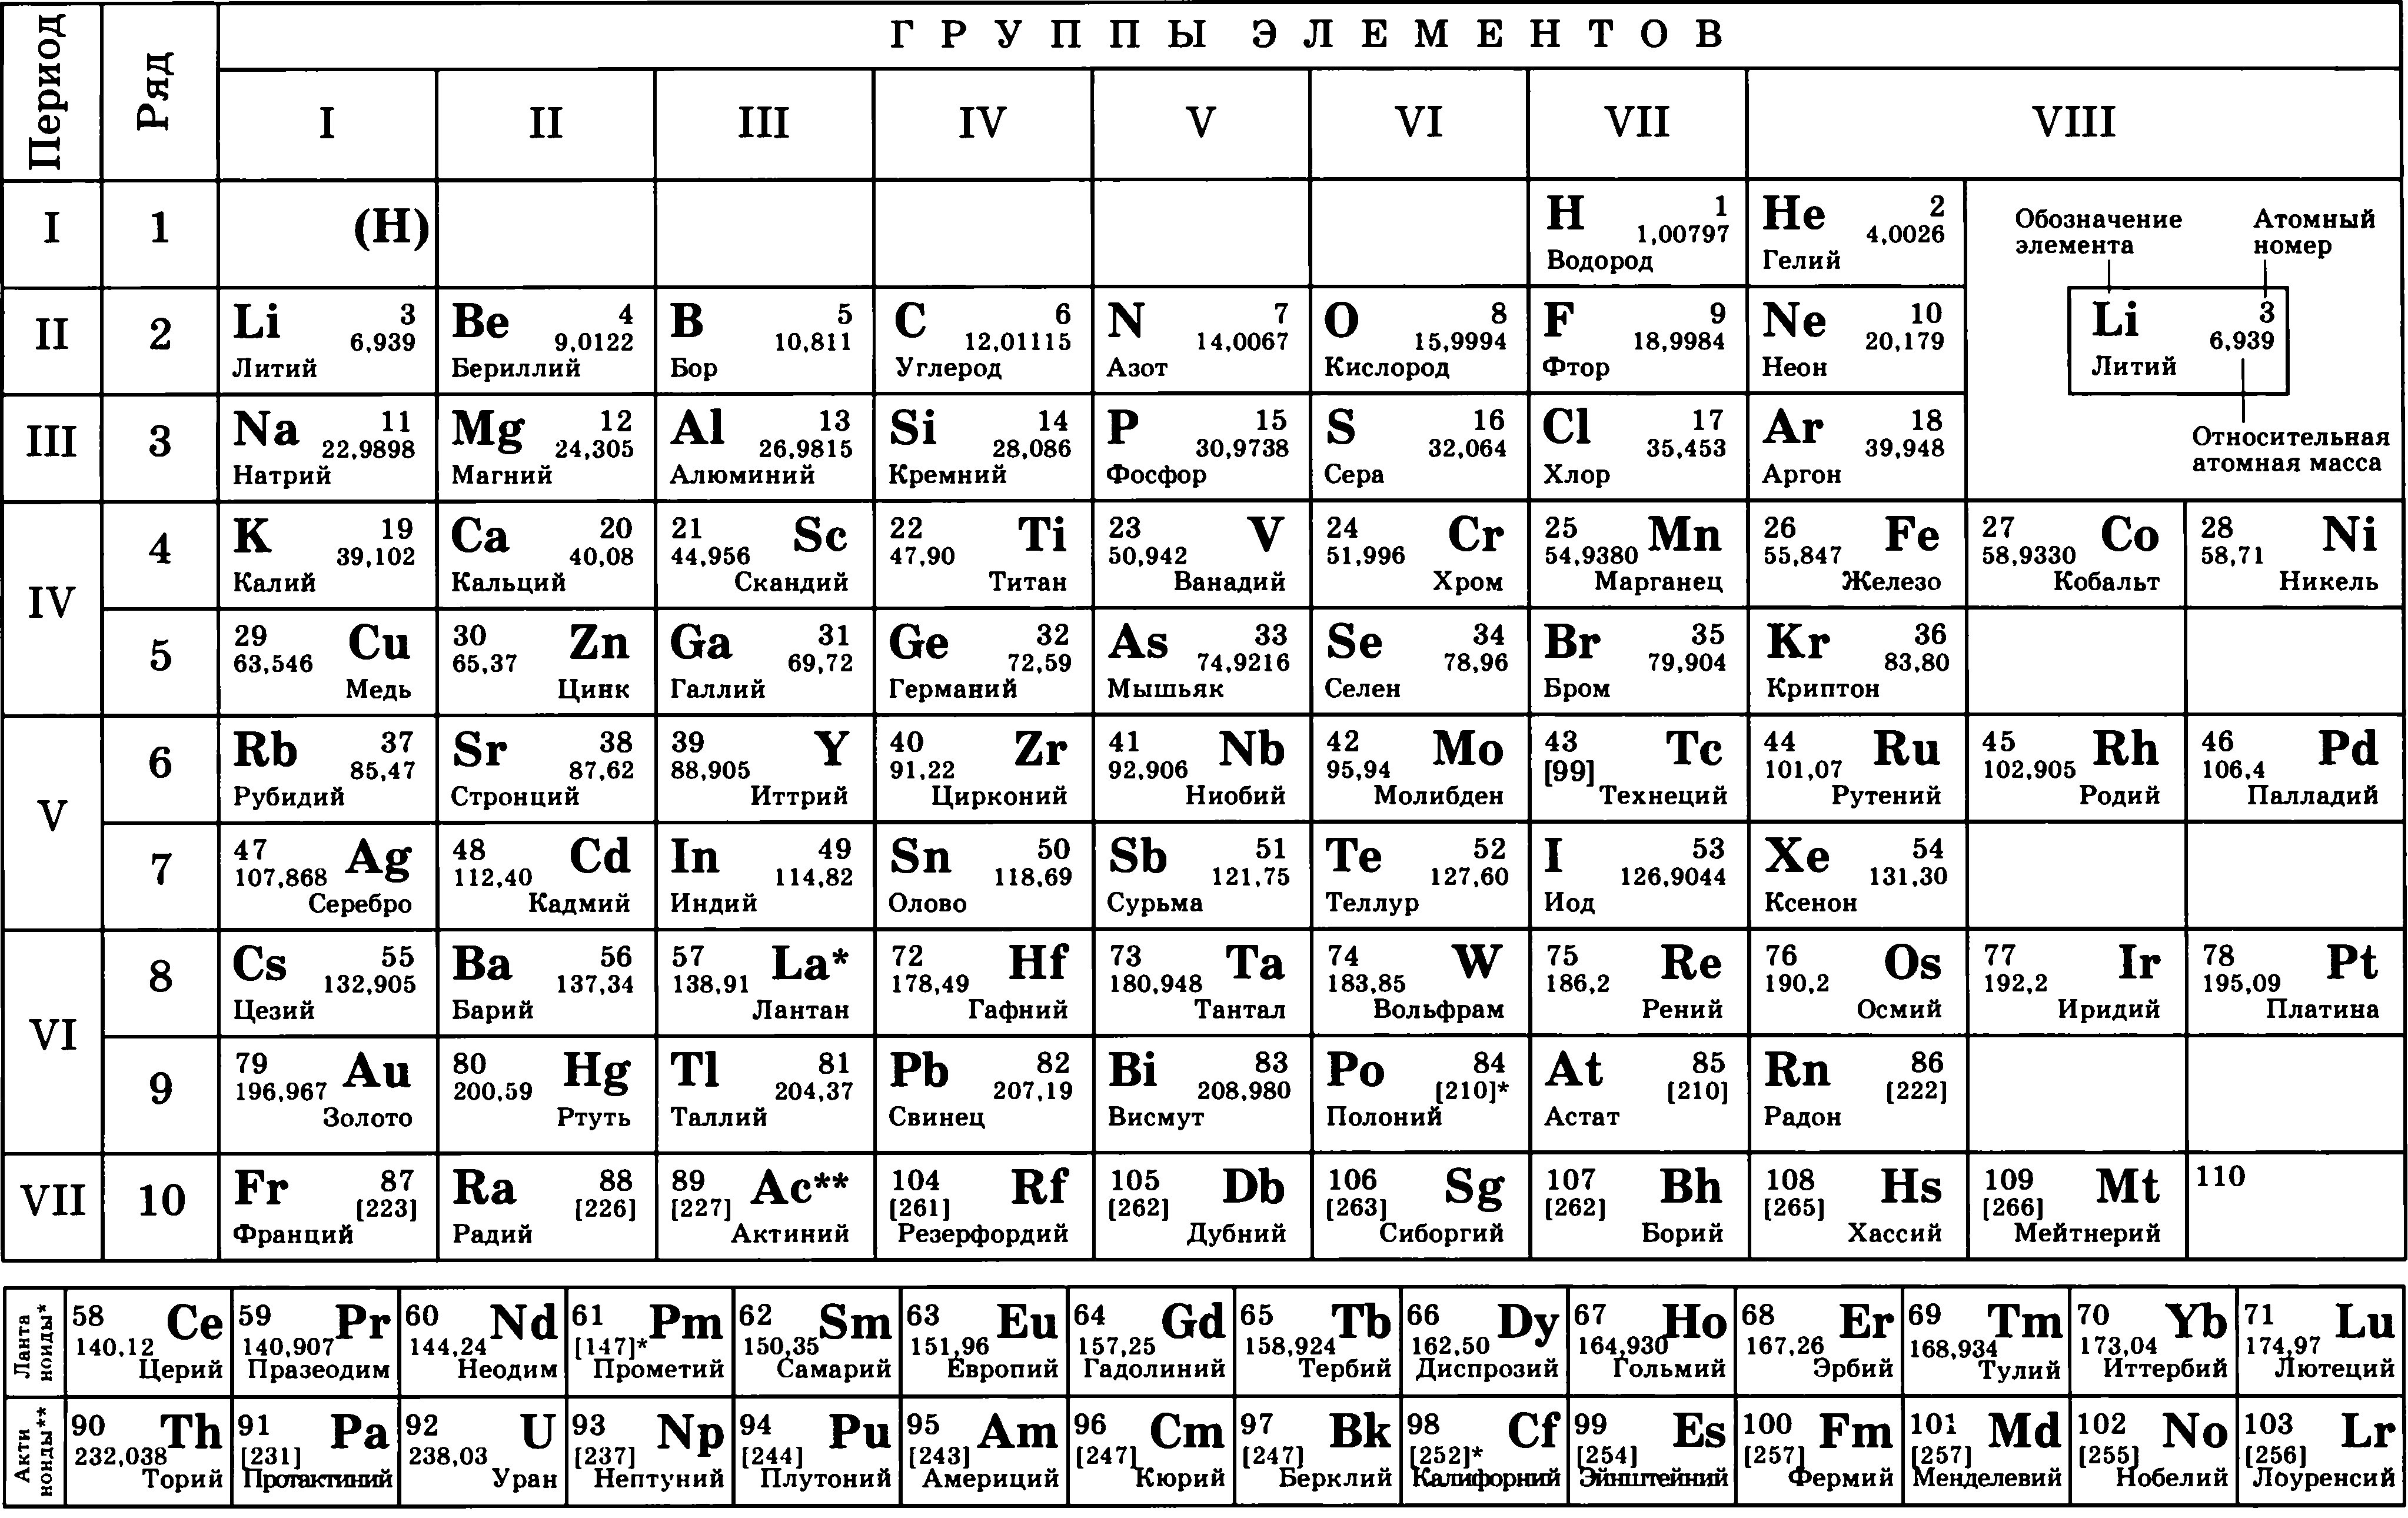 Период Ряд ГРУППЫ ЭЛЕМЕНТОВ
I II III IV V VI VII VIII
I 1 (H) H 1 1,00797 Водород He 2 4,0026 Гелий
Обозначение элемента Атомный номер
Li 3 6,939 Литий
Относительная атомная масса
II 2 Li 3 6,939 Литий Be 4 9,0122 Бериллий B 5 10,811 Бор C 6 12,01115 Углерод N 7 14,0067 Азот O 8 15,9994 Кислород F 9 18,9984 Фтор Ne 10 20,179 Неон
III 3 Na 11 22,9898 Натрий Mg 12 24,305 Магний Al 13 26,9815 Алюминий Si 14 28,086 Кремний P 15 30,9738 Фосфор S 16 32,064 Сера Cl 17 35,453 Хлор Ar 18 39,948 Аргон
IV 4 K 19 39,102 Калий Ca 20 40,08 Кальций 21 Sc 44,956 Скандий 22 Ti 47,90 Титан 23 V 50,942 Ванадий 24 Cr 51,996 Хром 25 Mn 54,9380 Марганец 26 Fe 55,847 Железо 27 Co 58,9330 Кобальт 28 Ni 58,71 Никель
5 29 Cu 63,546 Медь 30 Zn 65,37 Цинк Ga 31 69,72 Галлий Ge 32 72,59 Германий As 33 74,9216 Мышьяк Se 34 78,96 Селен Br 35 79,904 Бром Kr 36 83,80 Криптон
V 6 Rb 37 85,47 Рубидий Sr 38 87,62 Стронций 39 Y 88,905 Иттрий 40 Zr 91,22 Цирконий 41 Nb 92,906 Ниобий 42 Mo 95,94 Молибден 43 Tc [99] Технеций 44 Ru 101,07 Рутений 45 Rh 102,905 Родий 46 Pd 106,4 Палладий
7 47 Ag 107,868 Серебро 48 Cd 112,40 Кадмий In 49 114,82 Индий Sn 50 118,69 Олово Sb 51 121,75 Сурьма Te 52 127,60 Теллур I 53 126,9044 Иод Xe 54 131,30 Ксенон
VI 8 Cs 55 132,905 Цезий Ba 56 137,34 Барий 57 La* 138,91 Лантан 72 Hf 178,49 Гафний 73 Ta 180,948 Тантал 74 W 183,85 Вольфрам 75 Re 186,2 Рений 76 Os 190,2 Осмий 77 Ir 192,2 Иридий 78 Pt 195,09 Платина
9 79 Au 196,967 Золото 80 Hg 200,59 Ртуть Tl 81 204,37 Таллий Pb 82 207,19 Свинец Bi 83 208,980 Висмут Po 84 [210]* Полоний At 85 [210] Астат Rn 86 [222] Радон
VII 10 Fr 87 [223] Франций Ra 88 [226] Радий 89 Ac** [227] Актиний 104 Rf [261] Резерфордий 105 Db [262] Дубний 106 Sg [263] Сиборгий 107 Bh [262] Борий 108 Hs [265] Хассий 109 Mt [266] Мейтнерий 110
Ланта ноиды* 58 Ce 140,12 Церий 59 Pr 140,907 Празеодим 60 Nd 144,24 Неодим 61 Pm [147]* Прометий 62 Sm 150,35 Самарий 63 Eu 151,96 Европий 64 Gd 157,25 Гадолиний 65 Tb 158,924 Тербий 66 Dy 162,50 Диспрозий 67 Ho 164,930 Гольмий 68 Er 167,26 Эрбий 69 Tm 168,934 Тулий 70 Yb 173,04 Иттербий 71 Lu 174,97 Лютеций
Акти ноиды** 90 Th 232,038 Торий 91 Pa [231] Протактиний 92 U 238,03 Уран 93 Np [237] Нептуний 94 Pu [244] Плутоний 95 Am [243] Америций 96 Cm [247] Кюрий 97 Bk [247] Берклий 98 Cf [252]* Калифорний 99 Es [254] Эйнштейний 100 Fm [257] Фермий 101 Md [257] Менделевий 102 No [255] Нобелий 103 Lr [256] Лоуренсий